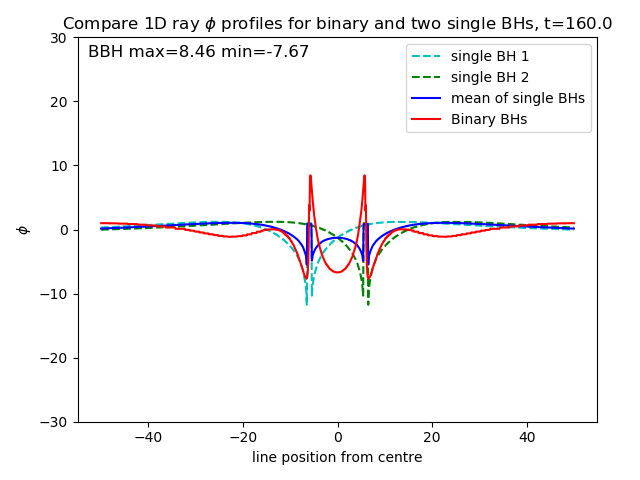 Compare 1D ray ϕ profiles for binary and two single BHs, t=160.0
BBH max=8.46 min=-7.67
single BH 1
single BH 2
mean of single BHs
Binary BHs
30
20
10
0
−10
−20
−30
ϕ
−40
−20
0
20
40
line position from centre